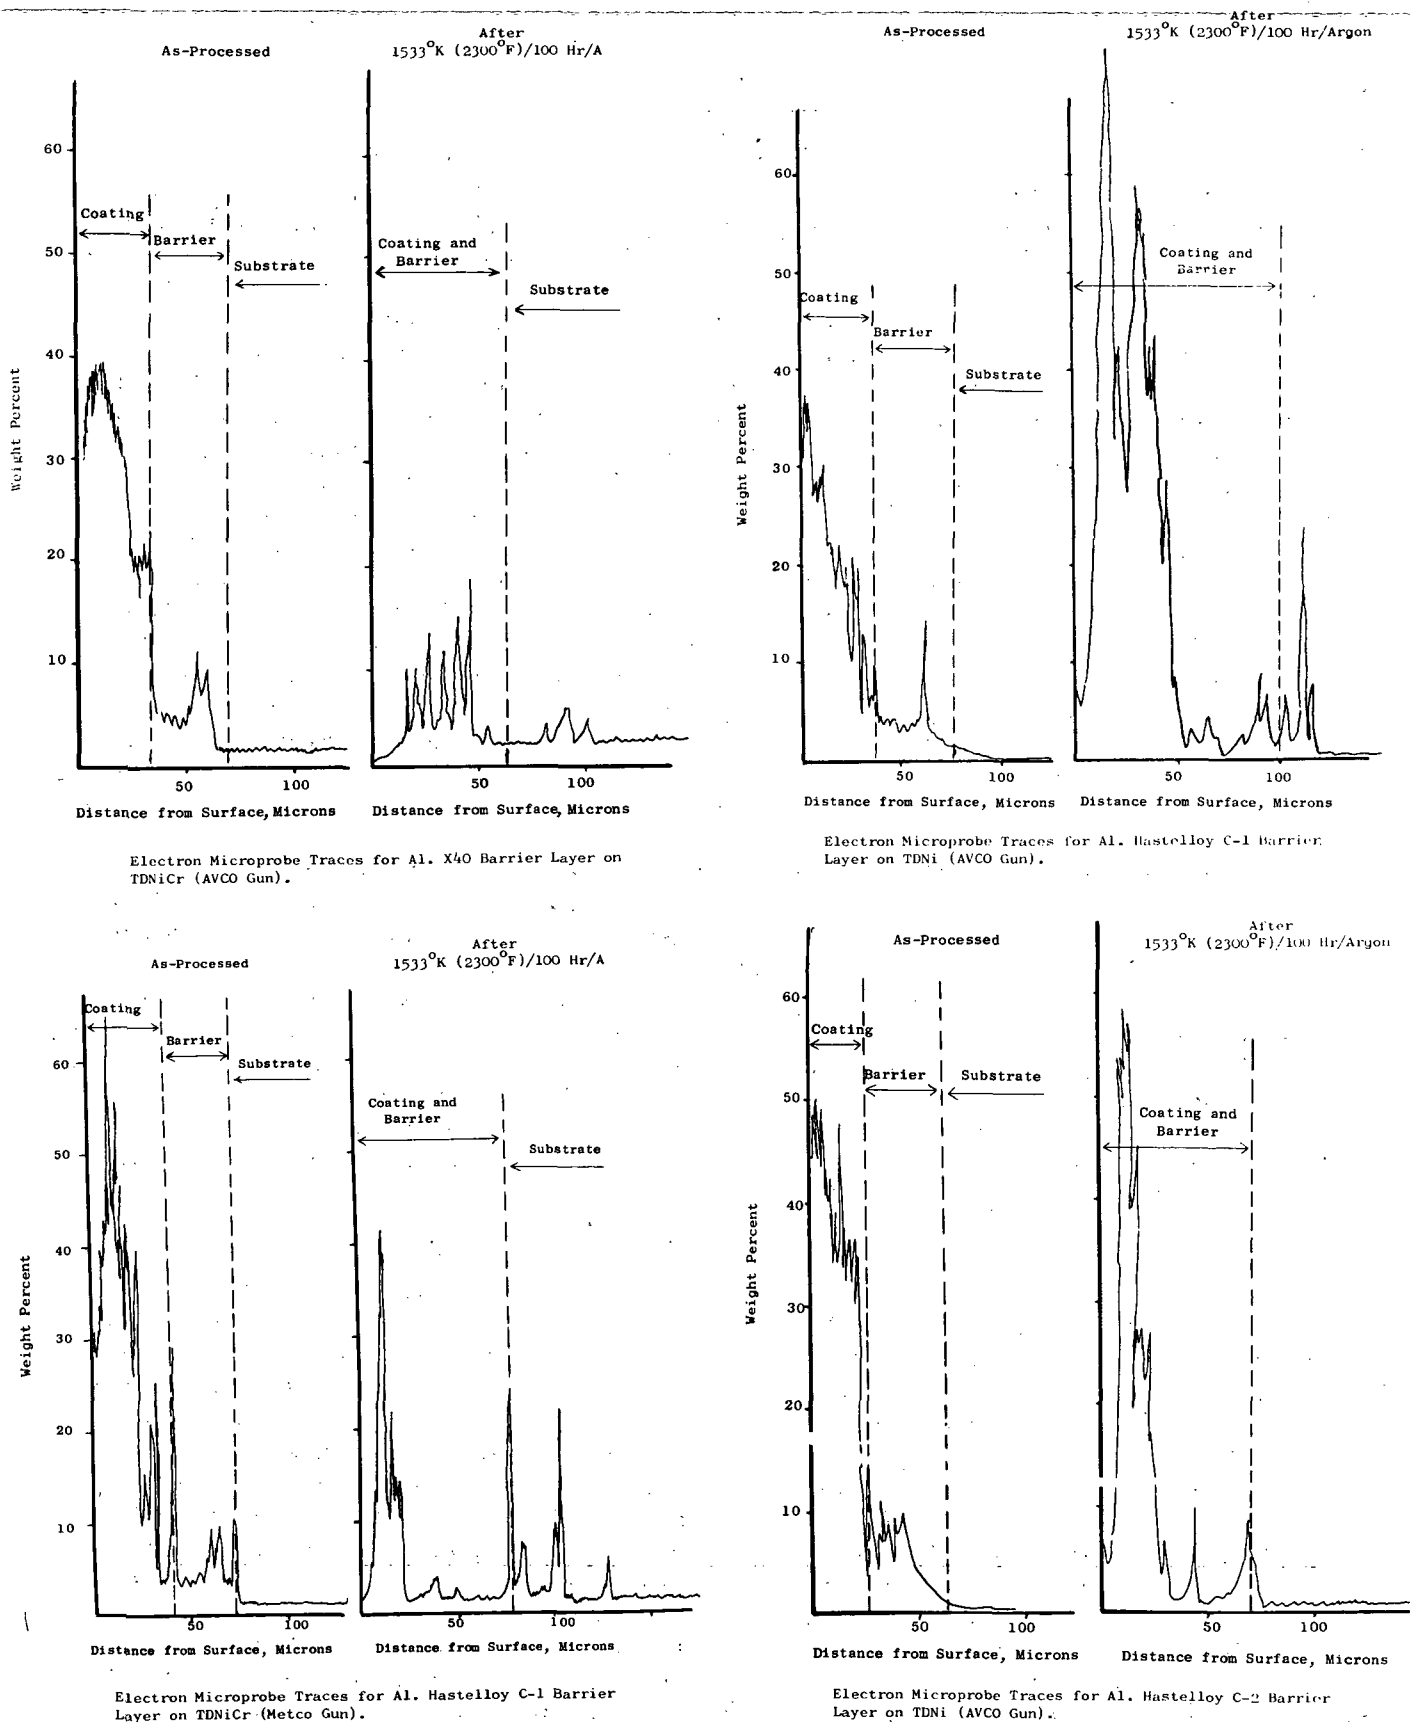 As-Processed
After
1533°K (2300°F)/100 Hr/A
60
50
40
30
20
10
Weight Percent
Coating
Barrier
Substrate
Coating and
Barrier
Substrate
50
100
50
100
Distance from Surface, Microns
Distance from Surface, Microns
Electron Microprobe Traces for Al. X40 Barrier Layer on
TDNiCr (AVCO Gun).
As-Processed
After
1533°K (2300°F)/100 Hr/Argon
60
50
40
30
20
10
Weight Percent
Coating
Barrier
Substrate
Coating and
Barrier
50
100
50
100
Distance from Surface, Microns
Distance from Surface, Microns
Electron Microprobe Traces for Al. Hastelloy C-1 Barrier
Layer on TDNi (AVCO Gun).
As-Processed
After
1533°K (2300°F)/100 Hr/A
60
50
40
30
20
10
Weight Percent
Coating
Barrier
Substrate
Coating and
Barrier
Substrate
50
100
50
100
Distance from Surface, Microns
Distance from Surface, Microns
Electron Microprobe Traces for Al. Hastelloy C-1 Barrier
Layer on TDNiCr (Metco Gun).
As-Processed
After
1533°K (2300°F)/100 Hr/Argon
60
50
40
30
20
10
Weight Percent
Coating
Barrier
Substrate
Coating and
Barrier
50
100
50
100
Distance from Surface, Microns
Distance from Surface, Microns
Electron Microprobe Traces for Al. Hastelloy C-2 Barrier
Layer on TDNi (AVCO Gun).